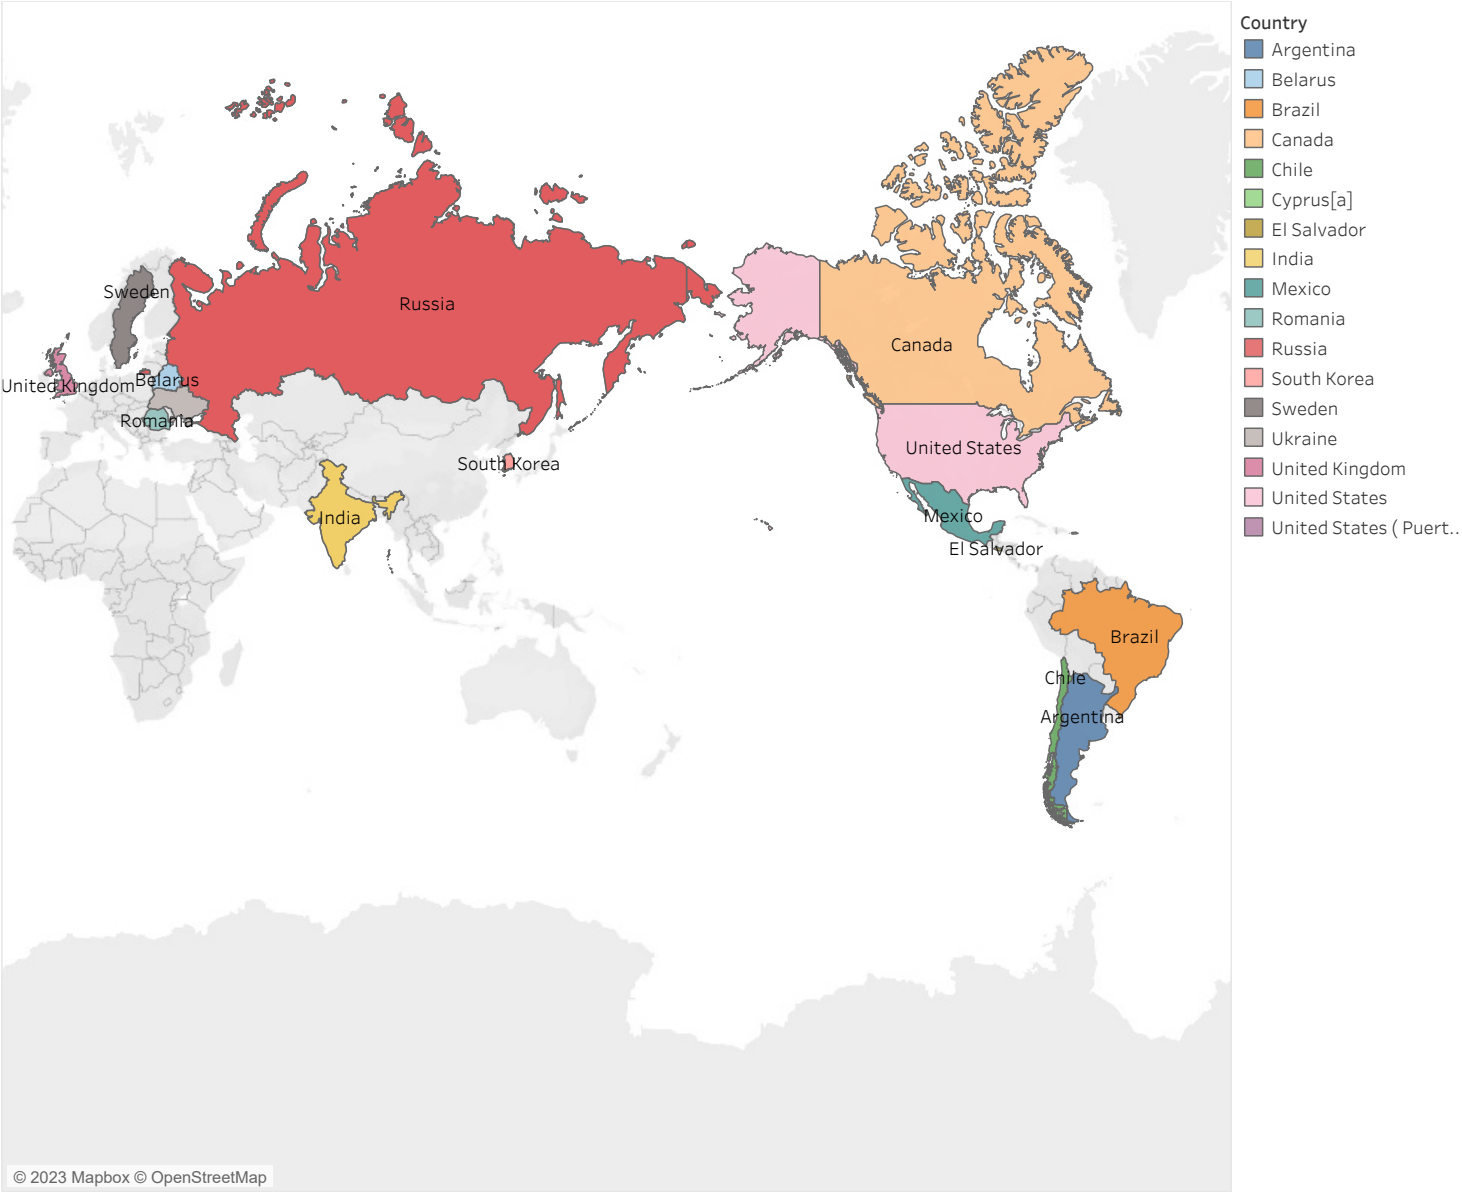 Country
Argentina
Belarus
Brazil
Canada
Chile
Cyprus[a]
El Salvador
India
Mexico
Romania
Russia
South Korea
Sweden
Ukraine
United Kingdom
United States
United States ( Puert..
Sweden
Russia
Canada
United Kingdom
Belarus
Romania
United States
South Korea
India
Mexico
El Salvador
Brazil
Chile
Argentina
© 2023 Mapbox © OpenStreetMap